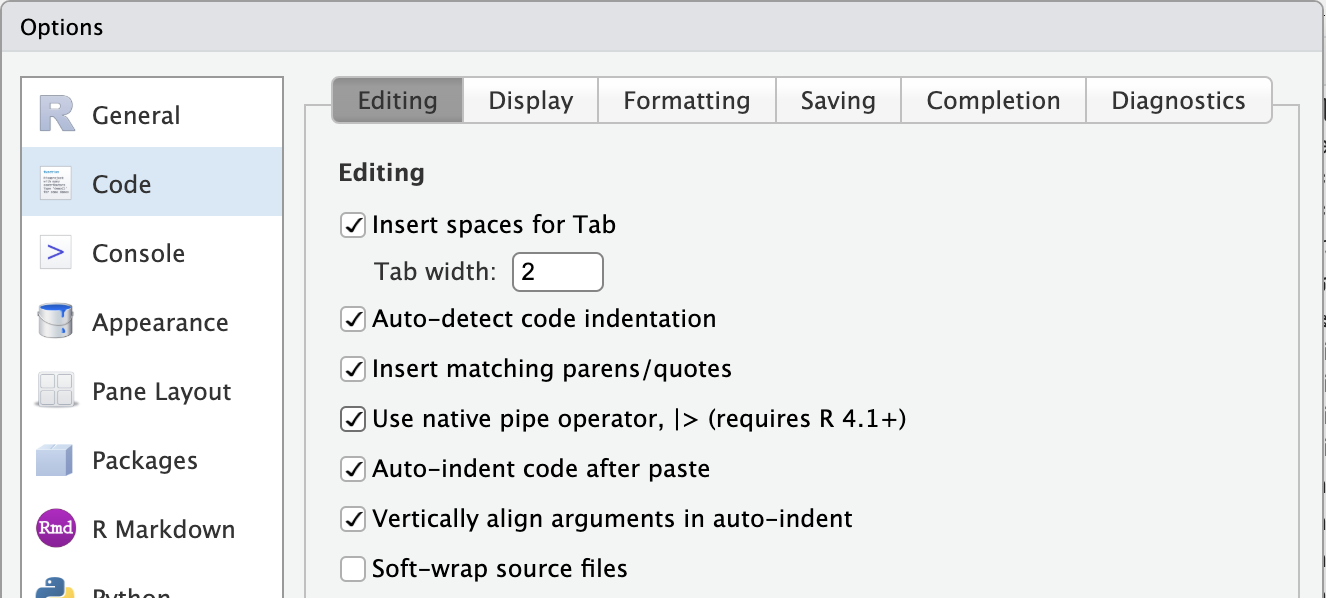 Options
General
Code
Console
Appearance
Pane Layout
Packages
Rmd R Markdown
Python
Editing Display Formatting Saving Completion Diagnostics
Editing
Insert spaces for Tab
Tab width: 2
Auto-detect code indentation
Insert matching parens/quotes
Use native pipe operator, |> (requires R 4.1+)
Auto-indent code after paste
Vertically align arguments in auto-indent
Soft-wrap source files